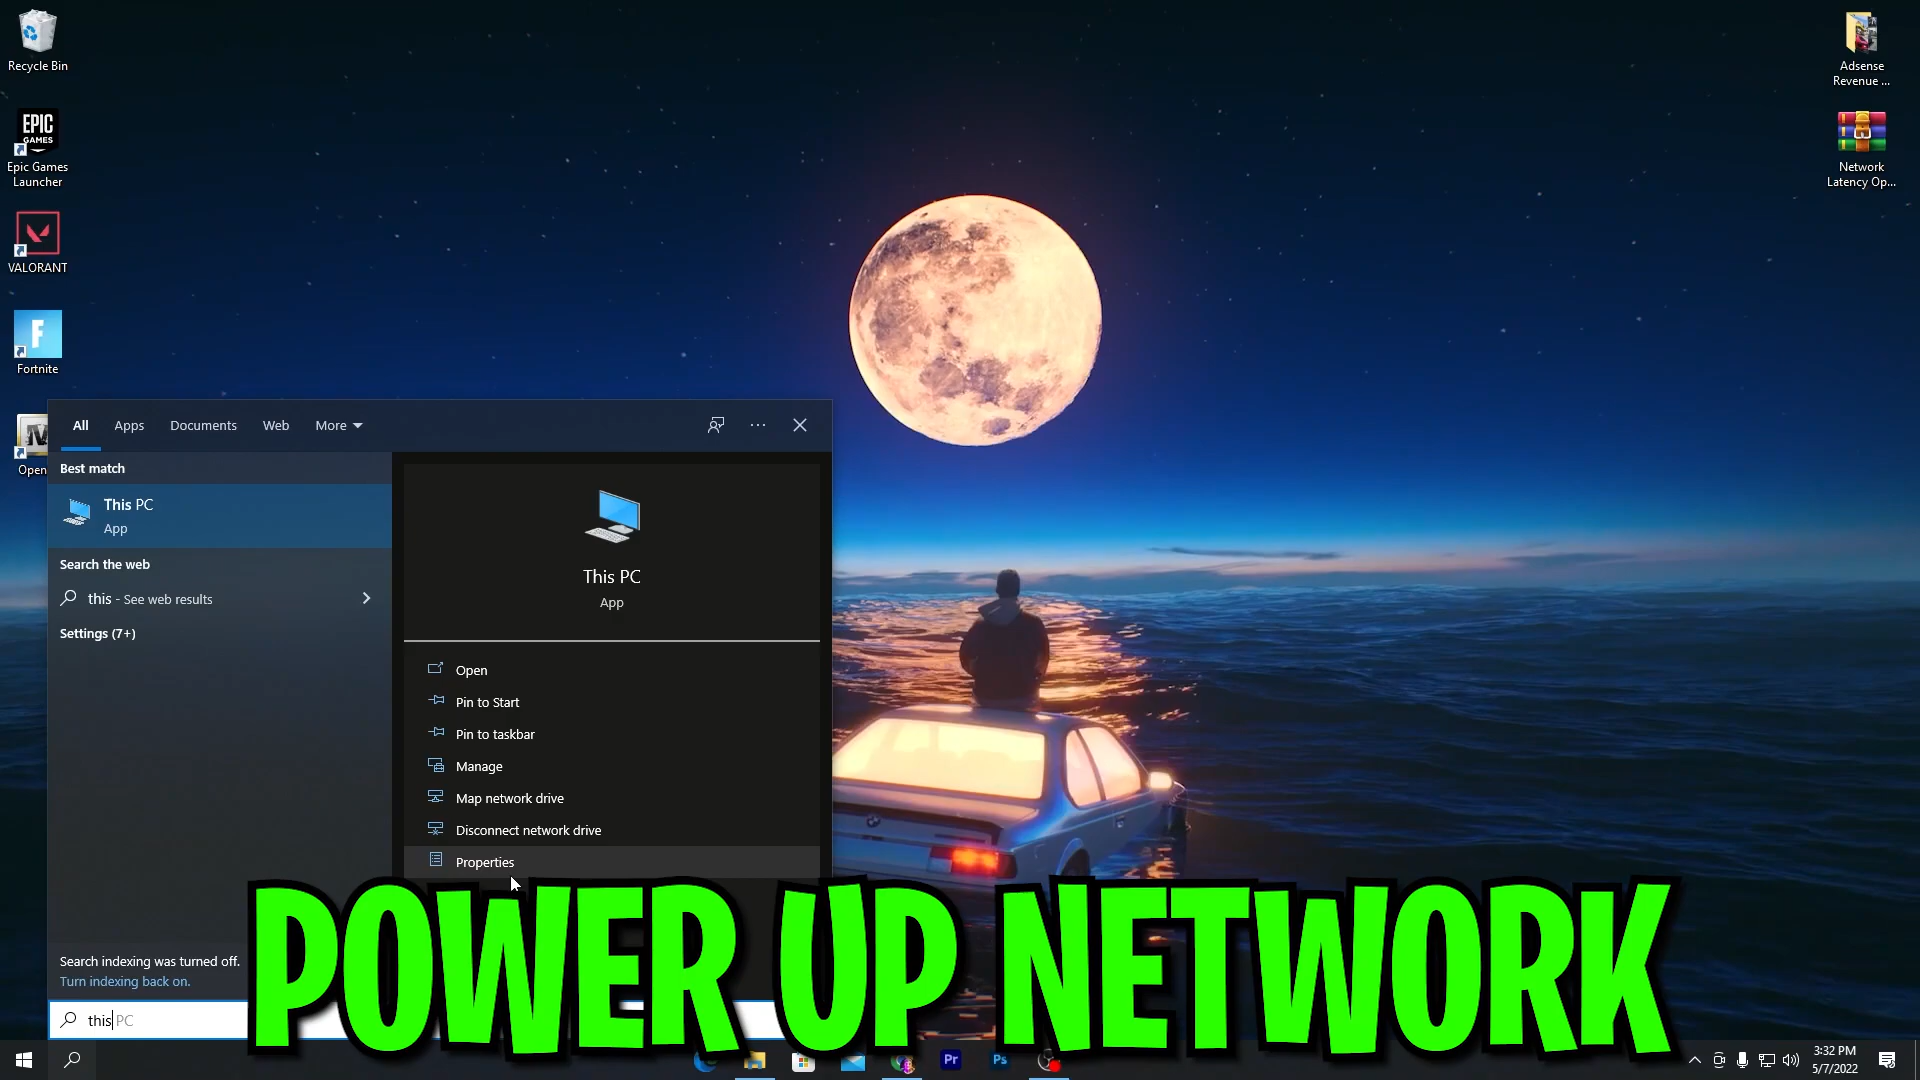 Recycle Bin
EPIC
GAMES
Epic Games
Launcher
VALORANT
F
Fortnite
Open
Adsense
Revenue ...
Network
Latency Op...
All
Apps
Documents
Web
More
Best match
This PC
App
Search the web
this - See web results
Settings (7+)
This PC
App
Open
Pin to Start
Pin to taskbar
Manage
Map network drive
Disconnect network drive
Properties
Search indexing was turned off.
Turn indexing back on.
this PC
POWER UP NETWORK
Pr
Ps
3:32 PM
5/7/2022